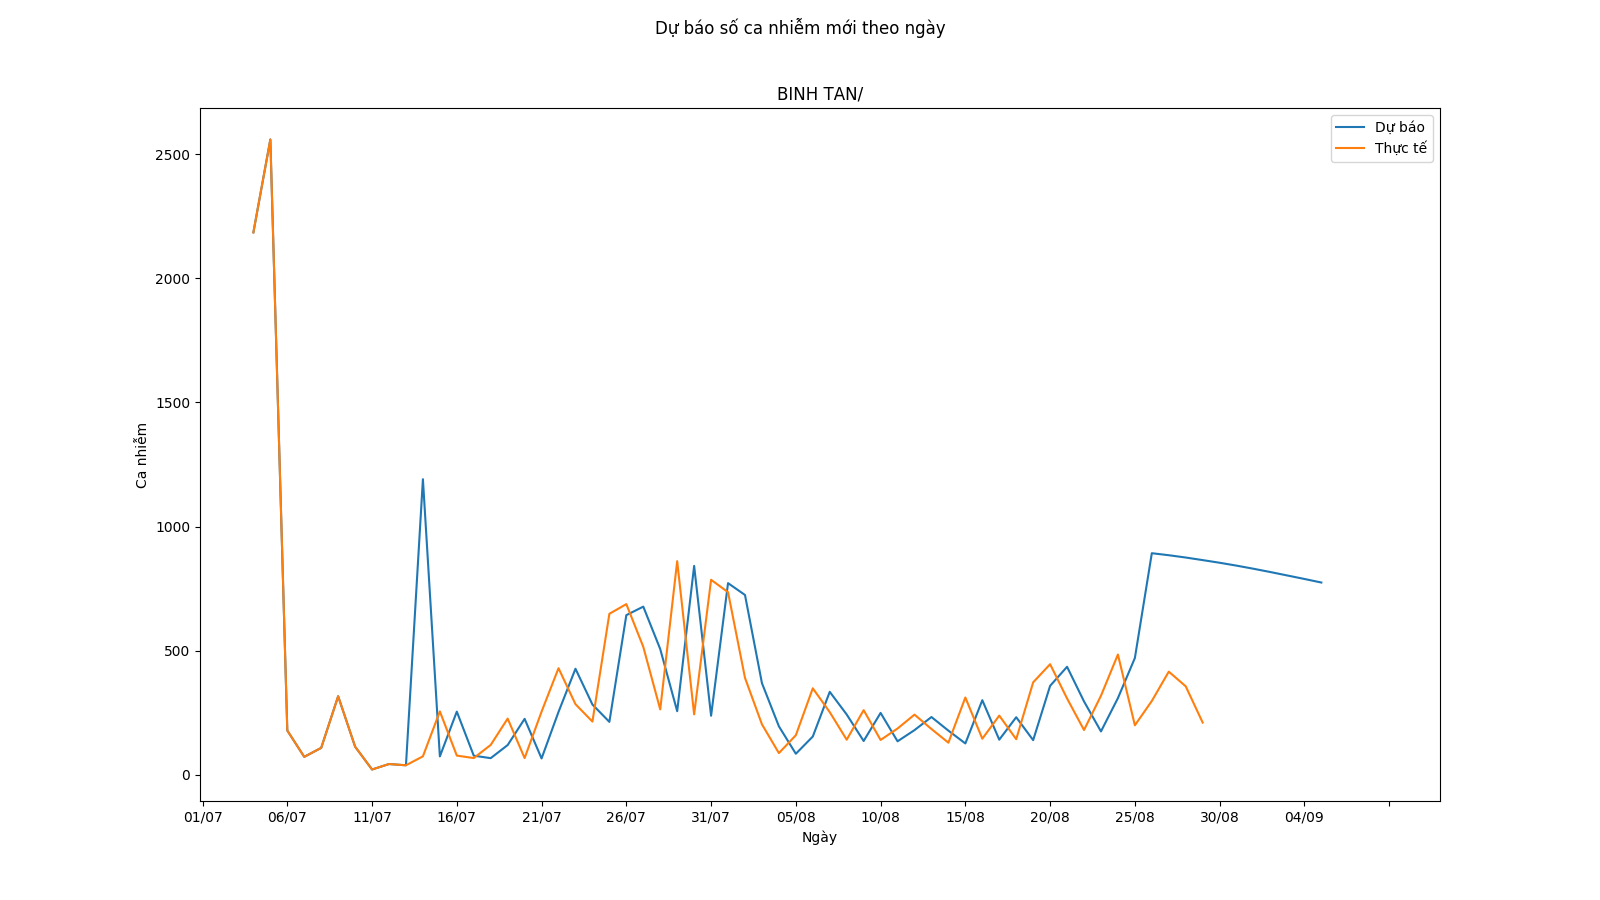 Dự báo số ca nhiễm mới theo ngày
BINH TAN/
Dự báo
Thực tế
2500
2000
1500
1000
500
0
Ca nhiễm
01/07 06/07 11/07 16/07 21/07 26/07 31/07 05/08 10/08 15/08 20/08 25/08 30/08 04/09
Ngày